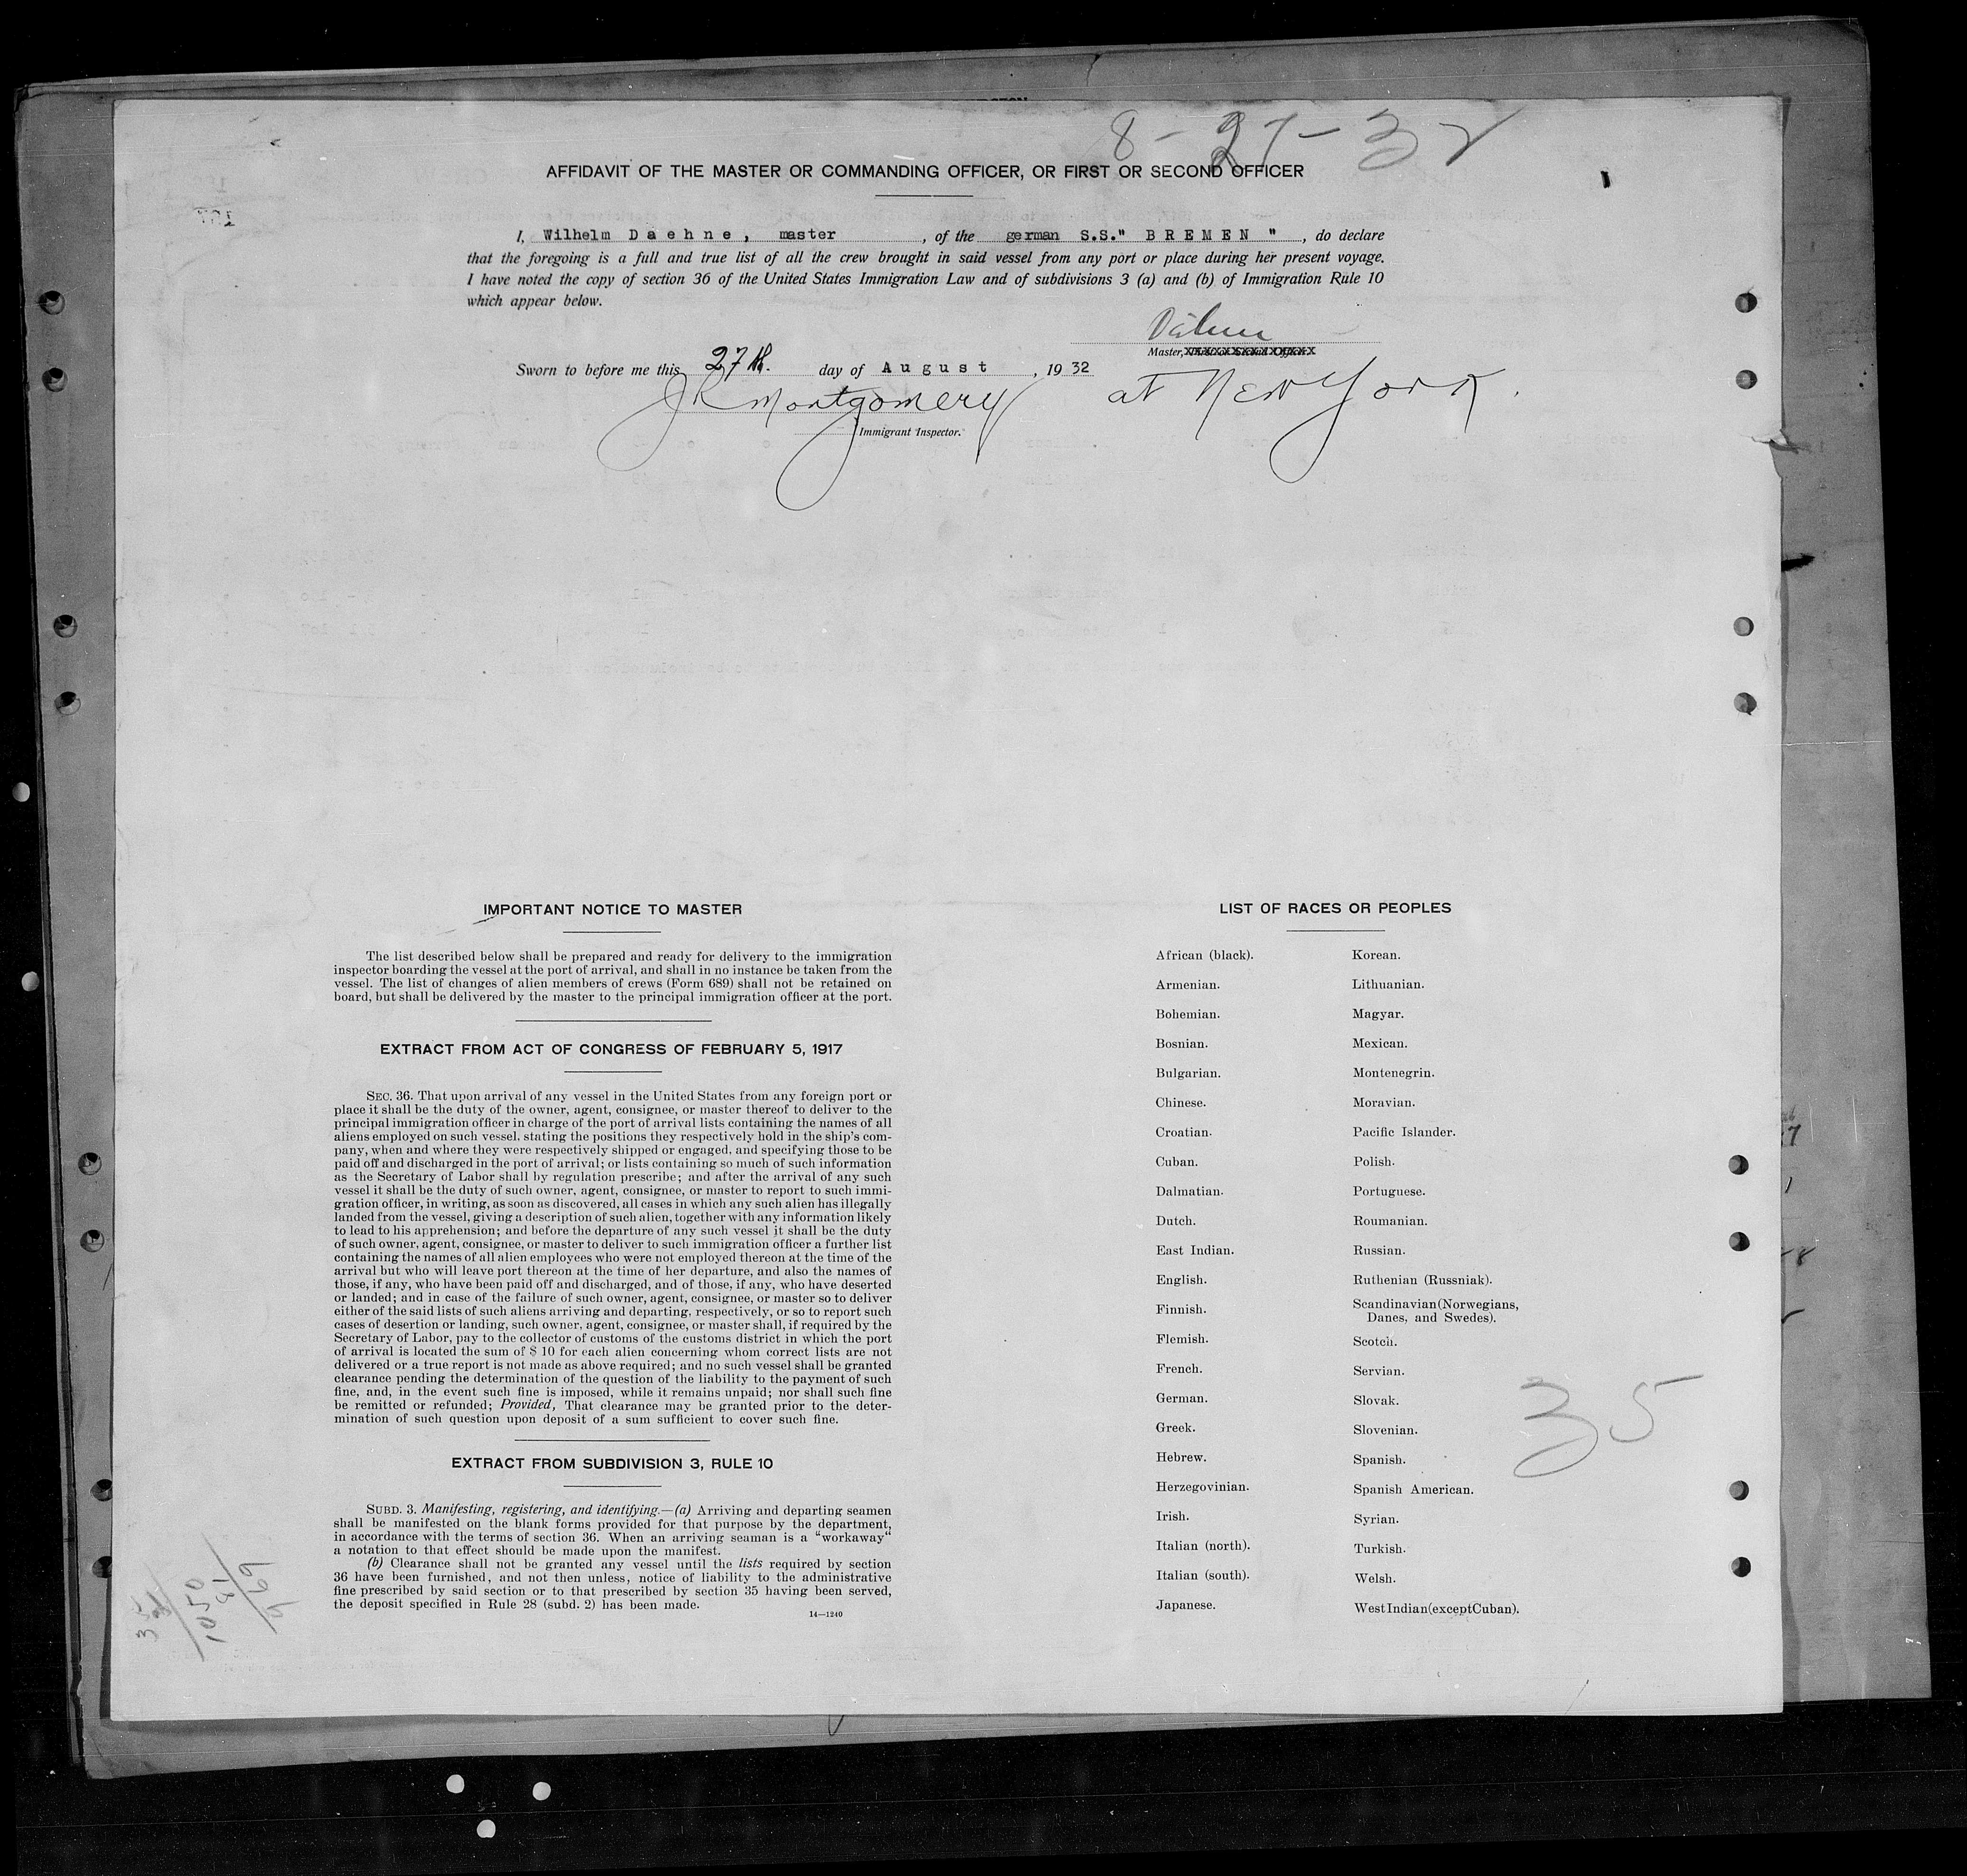 8-27-32
AFFIDAVIT OF THE MASTER OR COMMANDING OFFICER, OR FIRST OR SECOND OFFICER
I, Wilhelm Daehne, master, of the german S.S." BREMEN ", do declare
that the foregoing is a full and true list of all the crew brought in said vessel from any port or place during her present voyage.
I have noted the copy of section 36 of the United States Immigration Law and of subdivisions 3 (a) and (b) of Immigration Rule 10
which appear below.
Master,
Sworn to before me this 27th. day of August, 1932
JR Montgomery at New York.
Immigrant Inspector.
IMPORTANT NOTICE TO MASTER
The list described below shall be prepared and ready for delivery to the immigration
inspector boarding the vessel at the port of arrival, and shall in no instance be taken from the
vessel. The list of changes of alien members of crews (Form 689) shall not be retained on
board, but shall be delivered by the master to the principal immigration officer at the port.
EXTRACT FROM ACT OF CONGRESS OF FEBRUARY 5, 1917
SEC. 36. That upon arrival of any vessel in the United States from any foreign port or
place it shall be the duty of the owner, agent, consignee, or master thereof to deliver to the
principal immigration officer in charge of the port of arrival lists containing the names of all
aliens employed on such vessel, stating the positions they respectively hold in the ship's com-
pany, when and where they were respectively shipped or engaged, and specifying those to be
paid off and discharged in the port of arrival; or lists containing so much of such information
as the Secretary of Labor shall by regulation prescribe; and after the arrival of any such
vessel it shall be the duty of such owner, agent, consignee, or master to report to such immi-
gration officer, in writing, as soon as discovered, all cases in which any such alien has illegally
landed from the vessel, giving a description of such alien, together with any information likely
to lead to his apprehension; and before the departure of any such vessel it shall be the duty
of such owner, agent, consignee, or master to deliver to such immigration officer a further list
containing the names of all alien employees who were not employed thereon at the time of the
arrival but who will leave port thereon at the time of her departure, and also the names of
those, if any, who have been paid off and discharged, and of those, if any, who have deserted
or landed; and in case of the failure of such owner, agent, consignee, or master so to deliver
either of the said lists of such aliens arriving and departing, respectively, or so to report such
cases of desertion or landing, such owner, agent, consignee, or master shall, if required by the
Secretary of Labor, pay to the collector of customs of the customs district in which the port
of arrival is located the sum of $ 10 for each alien concerning whom correct lists are not
delivered or a true report is not made as above required; and no such vessel shall be granted
clearance pending the determination of the question of the liability to the payment of such
fine, and, in the event such fine is imposed, while it remains unpaid; nor shall such fine
be remitted or refunded; Provided, That clearance may be granted prior to the deter-
mination of such question upon deposit of a sum sufficient to cover such fine.
EXTRACT FROM SUBDIVISION 3, RULE 10
SUBD. 3. Manifesting, registering, and identifying.—(a) Arriving and departing seamen
shall be manifested on the blank forms provided for that purpose by the department,
in accordance with the terms of section 36. When an arriving seaman is a "workaway"
a notation to that effect should be made upon the manifest.
(b) Clearance shall not be granted any vessel until the lists required by section
36 have been furnished, and not then unless, notice of liability to the administrative
fine prescribed by said section or to that prescribed by section 35 having been served,
the deposit specified in Rule 28 (subd. 2) has been made.
14—1240
LIST OF RACES OR PEOPLES
African (black).
Armenian.
Bohemian.
Bosnian.
Bulgarian.
Chinese.
Croatian.
Cuban.
Dalmatian.
Dutch.
East Indian.
English.
Finnish.
Flemish.
French.
German.
Greek.
Hebrew.
Herzegovinian.
Irish.
Italian (north).
Italian (south).
Japanese.
Korean.
Lithuanian.
Magyar.
Mexican.
Montenegrin.
Moravian.
Pacific Islander.
Polish.
Portuguese.
Roumanian.
Russian.
Ruthenian (Russniak).
Scandinavian (Norwegians,
Danes, and Swedes).
Scotch.
Servian.
Slovak.
Slovenian.
Spanish.
Spanish American.
Syrian.
Turkish.
Welsh.
West Indian (except Cuban).
35